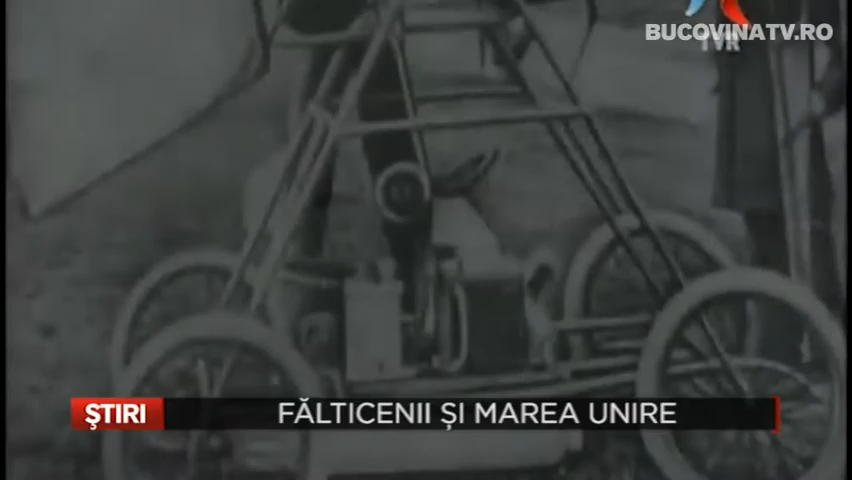 BUCOVINATV.RO
TVR
ŞTIRI
FĂLTICENII ŞI MAREA UNIRE